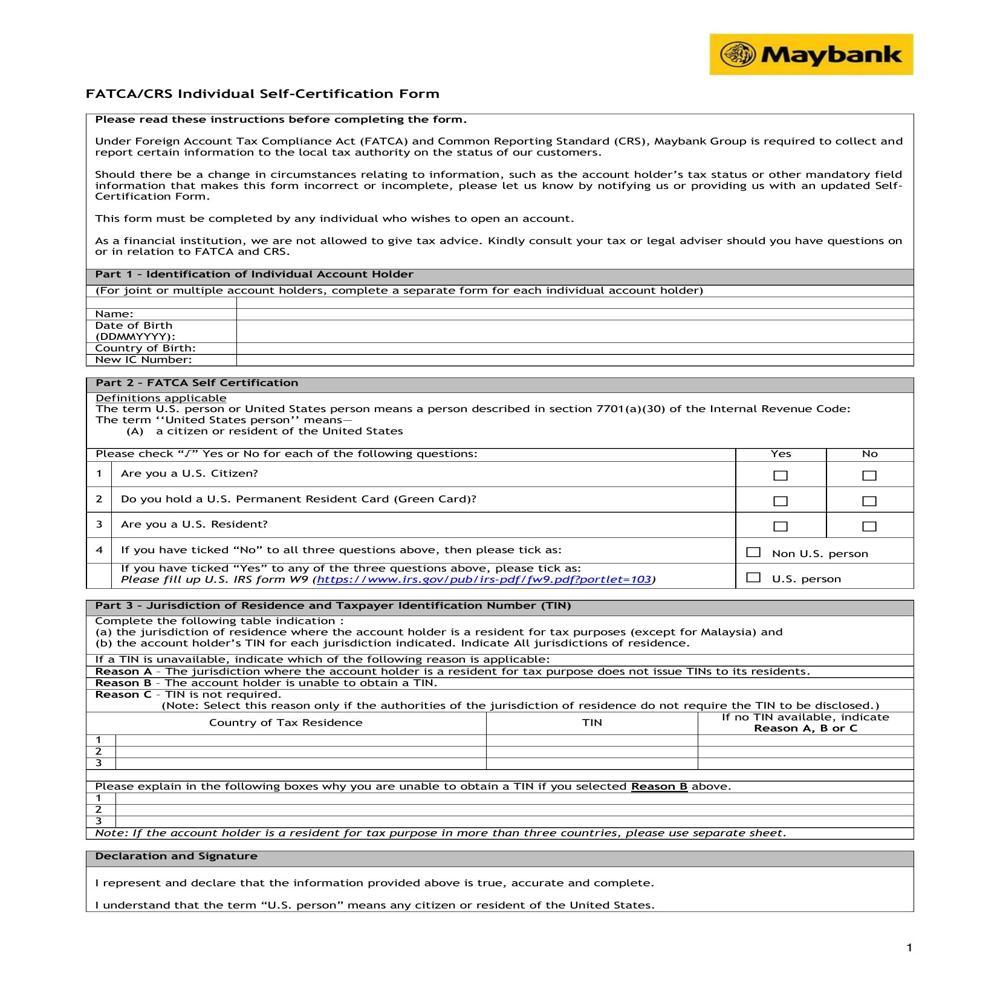 Maybank
FATCA/CRS Individual Self-Certification Form
Please read these instructions before completing the form.
Under Foreign Account Tax Compliance Act (FATCA) and Common Reporting Standard (CRS), Maybank Group is required to collect and
report certain information to the local tax authority on the status of our customers.
Should there be a change in circumstances relating to information, such as the account holder's tax status or other mandatory field
information that makes this form incorrect or incomplete, please let us know by notifying us or providing us with an updated Self-
Certification Form.
This form must be completed by any individual who wishes to open an account.
As a financial institution, we are not allowed to give tax advice. Kindly consult your tax or legal adviser should you have questions on
or in relation to FATCA and CRS.
Part 1 – Identification of Individual Account Holder
(For joint or multiple account holders, complete a separate form for each individual account holder)
Name:
Date of Birth
(DDMMYYYY):
Country of Birth:
New IC Number:
Part 2 – FATCA Self Certification
Definitions applicable
The term U.S. person or United States person means a person described in section 7701(a)(30) of the Internal Revenue Code:
The term ‘‘United States person’’ means—
(A) a citizen or resident of the United States
Please check “√” Yes or No for each of the following questions: Yes No
1 Are you a U.S. Citizen?
2 Do you hold a U.S. Permanent Resident Card (Green Card)?
3 Are you a U.S. Resident?
4 If you have ticked “No” to all three questions above, then please tick as: Non U.S. person
If you have ticked “Yes” to any of the three questions above, please tick as:
Please fill up U.S. IRS form W9 (https://www.irs.gov/pub/irs-pdf/fw9.pdf?portlet=103) U.S. person
Part 3 – Jurisdiction of Residence and Taxpayer Identification Number (TIN)
Complete the following table indication :
(a) the jurisdiction of residence where the account holder is a resident for tax purposes (except for Malaysia) and
(b) the account holder's TIN for each jurisdiction indicated. Indicate All jurisdictions of residence.
If a TIN is unavailable, indicate which of the following reason is applicable:
Reason A – The jurisdiction where the account holder is a resident for tax purpose does not issue TINs to its residents.
Reason B – The account holder is unable to obtain a TIN.
Reason C – TIN is not required.
(Note: Select this reason only if the authorities of the jurisdiction of residence do not require the TIN to be disclosed.)
Country of Tax Residence TIN If no TIN available, indicate
Reason A, B or C
1
2
3
Please explain in the following boxes why you are unable to obtain a TIN if you selected Reason B above.
1
2
3
Note: If the account holder is a resident for tax purpose in more than three countries, please use separate sheet.
Declaration and Signature
I represent and declare that the information provided above is true, accurate and complete.
I understand that the term “U.S. person” means any citizen or resident of the United States.
1